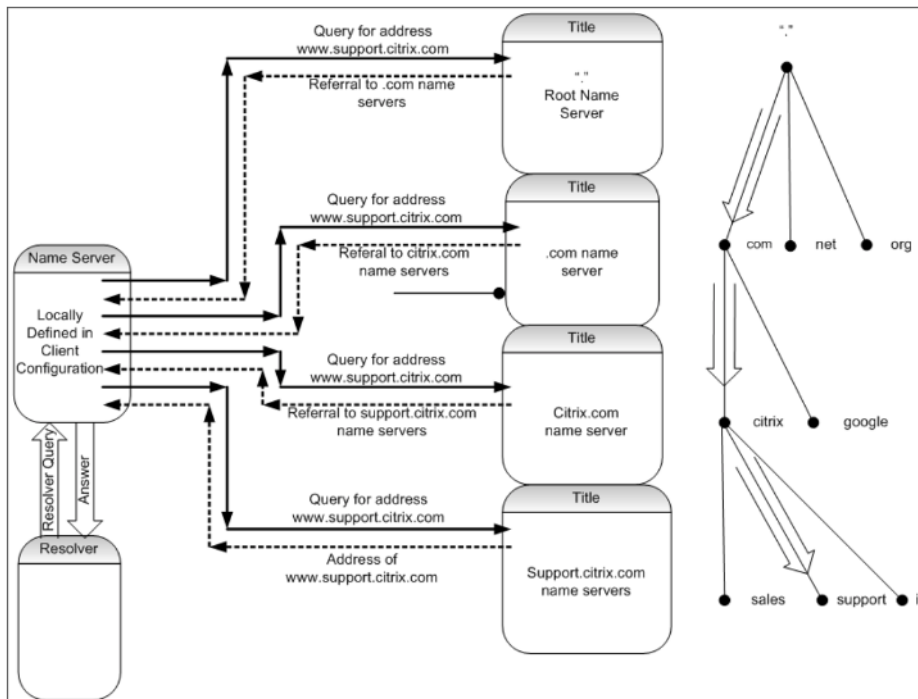 Query for address
www.support.citrix.com
Referral to .com name
servers
Title
"."
Root Name
Server
Query for address
www.support.citrix.com
Referal to citrix.com
name servers
Title
.com name
server
Name Server
Locally
Defined in
Client
Configuration
Query for address
www.support.citrix.com
Referral to support.citrix.com
name servers
Title
Citrix.com
name server
Query for address
www.support.citrix.com
Address of
www.support.citrix.com
Title
Support.citrix.com
name servers
Resolver Query
Answer
Resolver
"."
com
net
org
citrix
google
sales
support